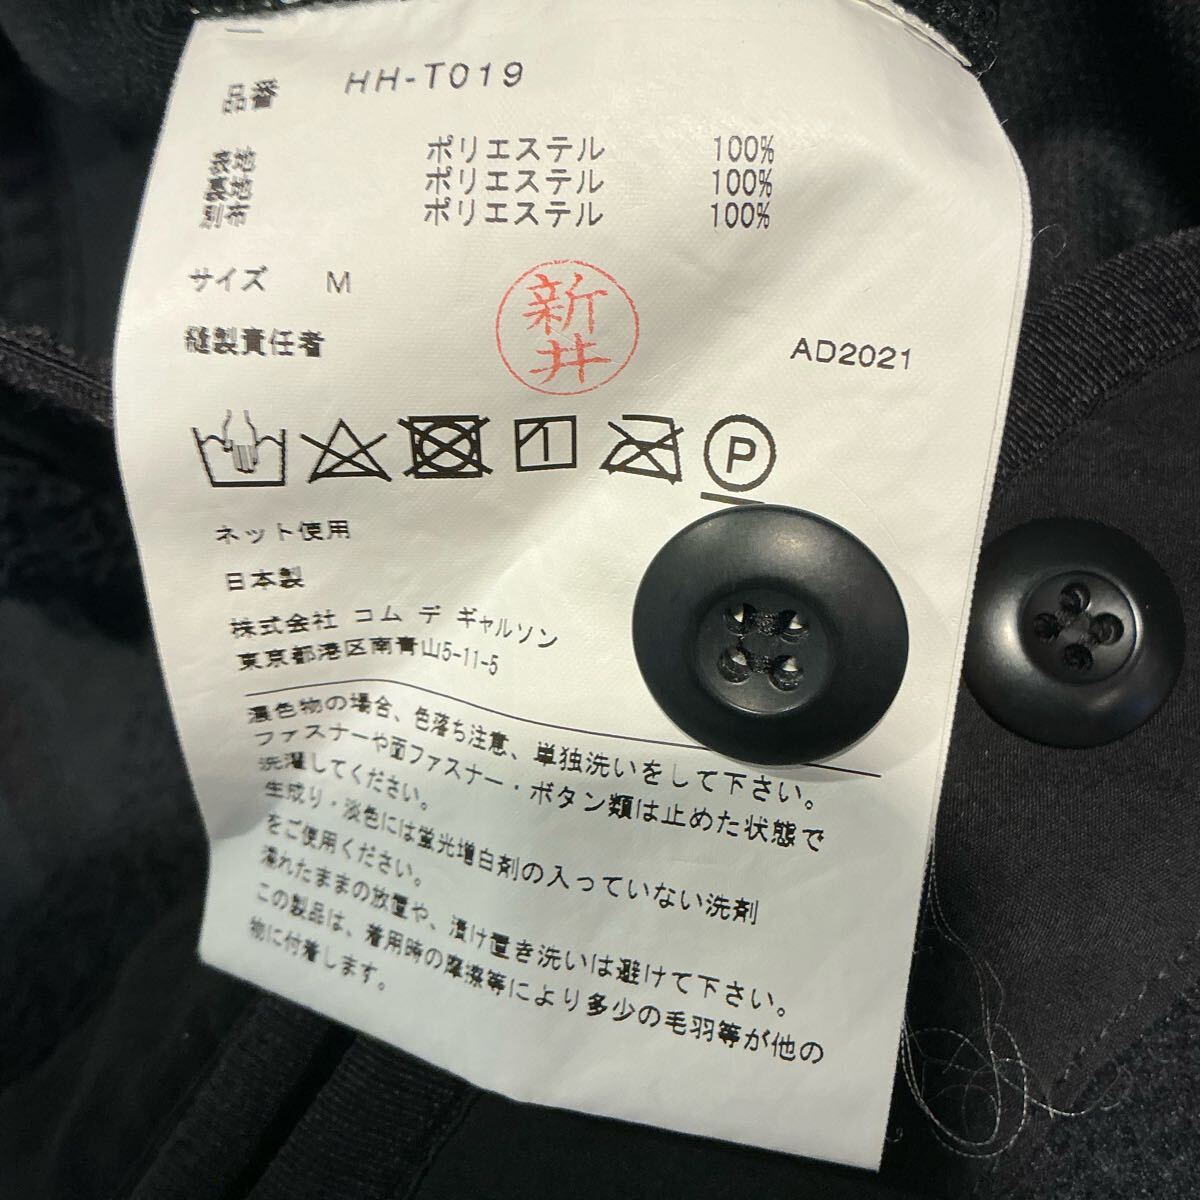 品番 HH-T019
表地 ポリエステル 100%
裏地 ポリエステル 100%
別布 ポリエステル 100%
サイズ M
縫製責任者 新井 AD2021
P
ネット使用
日本製
株式会社 コム デ ギャルソン
東京都港区南青山5-11-5
濃色物の場合、色落ち注意、単独洗いをして下さい。
ファスナーや面ファスナー・ボタン類は止めた状態で
洗濯してください。
生成り・淡色には蛍光増白剤の入っていない洗剤
をご使用ください。
濡れたままの放置や、漬け置き洗いは避けて下さい。
この製品は、着用時の摩擦等により多少の毛羽等が他の
物に付着します。